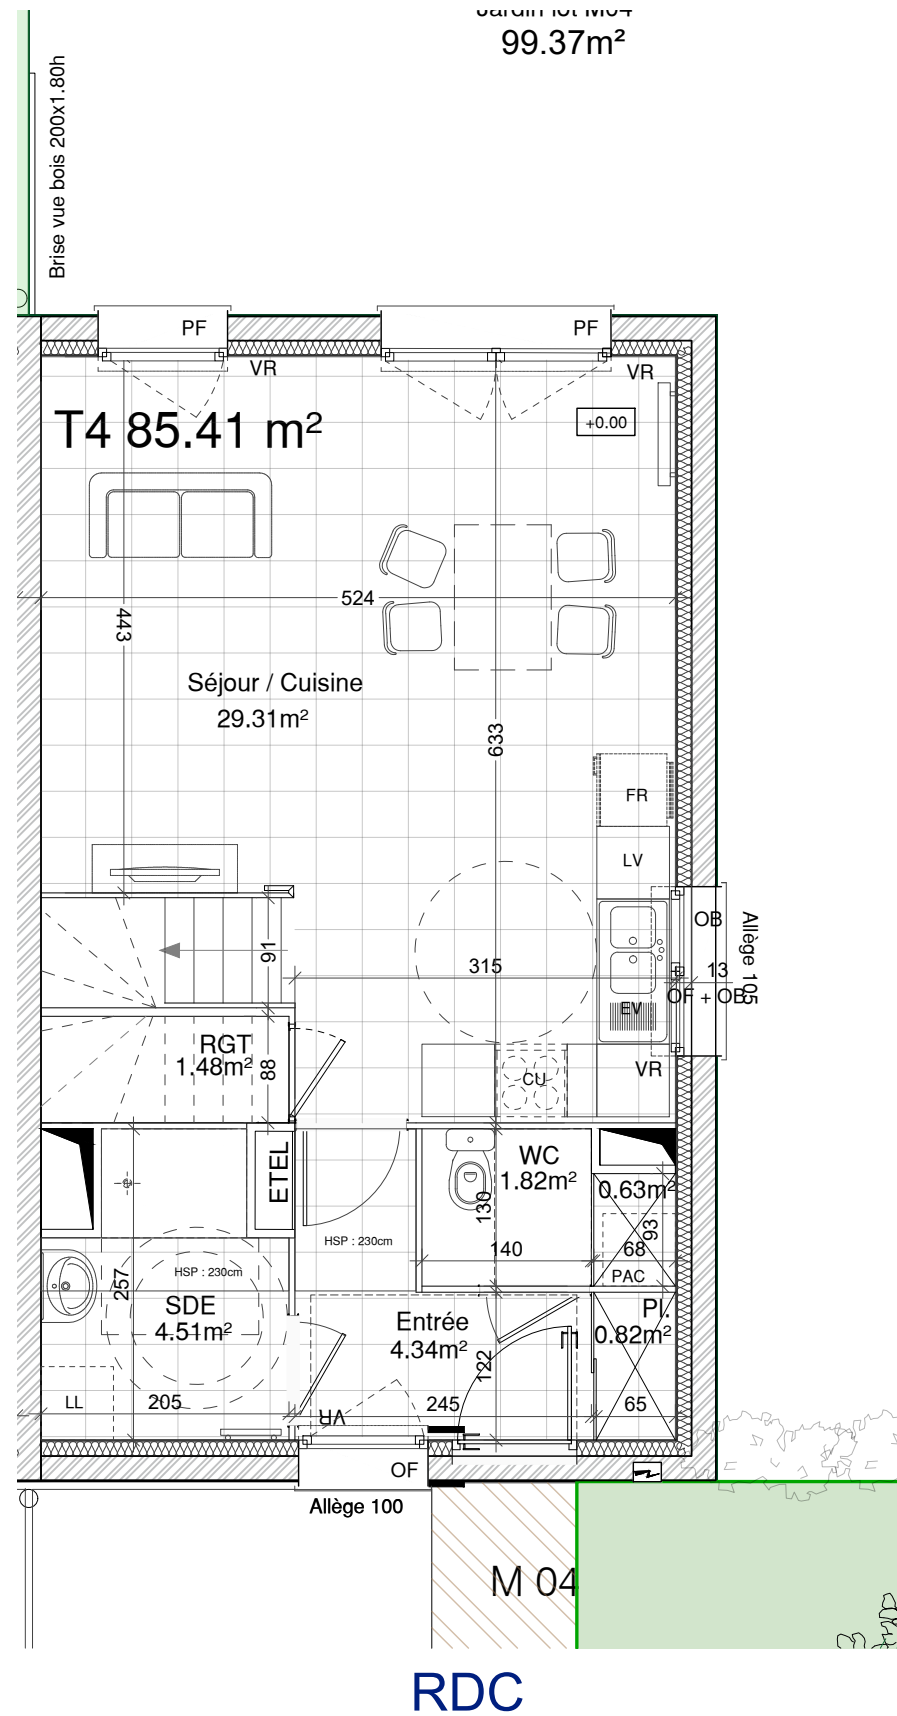 Jardin lot M04
99.37m²
Brise vue bois 200x1.80h
PF
PF
VR
VR
T4 85.41 m²
+0.00
524
443
Séjour / Cuisine
29.31m²
633
FR
LV
OB
Allège 105
13
OF + OB
91
315
EV
RGT
1.48m²
88
CU
VR
ETEL
WC
1.82m²
0.63m²
130
93
HSP : 230cm
140
68
HSP : 230cm
PAC
257
SDE
4.51m²
Entrée
4.34m²
Pl.
0.82m²
122
LL
205
VR
245
65
OF
Allège 100
M 04
RDC